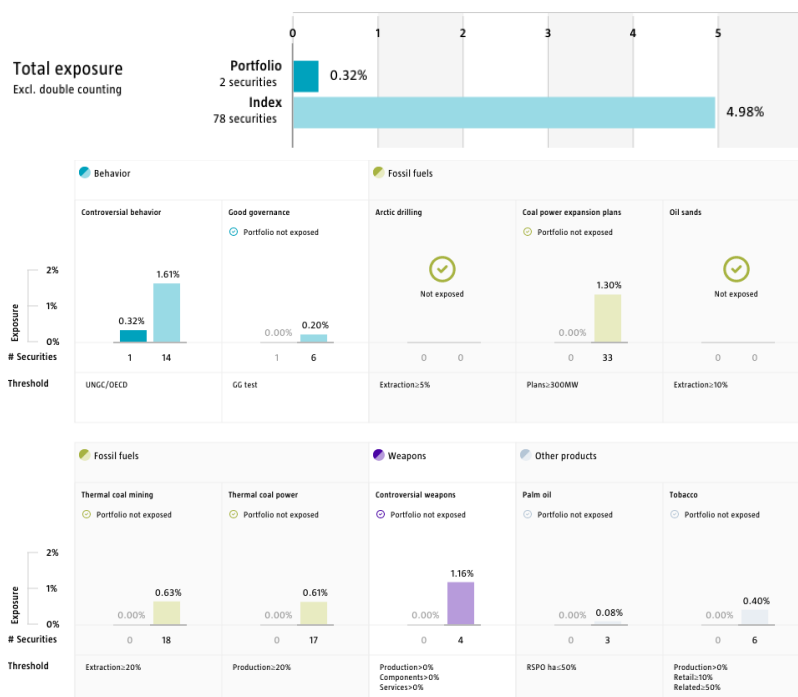 0 1 2 3 4 5
Total exposure
Excl. double counting
Portfolio
2 securities
0.32%
Index
78 securities
4.98%
Behavior
Fossil fuels
Controversial behavior
Good governance
Arctic drilling
Coal power expansion plans
Oil sands
Portfolio not exposed
Portfolio not exposed
Not exposed
Not exposed
Exposure
2%
1%
0%
0.32% 1.61%
0.00% 0.20%
0.00% 1.30%
# Securities
1 14
1 6
0 0
0 33
0 0
Threshold
UNGC/OECD
GG test
Extraction≥5%
Plans≥300MW
Extraction≥10%
Fossil fuels
Weapons
Other products
Thermal coal mining
Thermal coal power
Controversial weapons
Palm oil
Tobacco
Portfolio not exposed
Portfolio not exposed
Portfolio not exposed
Portfolio not exposed
Portfolio not exposed
Exposure
2%
1%
0%
0.00% 0.63%
0.00% 0.61%
0.00% 1.16%
0.00% 0.08%
0.00% 0.40%
# Securities
0 18
0 17
0 4
0 3
0 6
Threshold
Extraction≥20%
Production≥20%
Production>0%
Components>0%
Services>0%
RSPO ha≤50%
Production>0%
Retail≥10%
Related≥50%